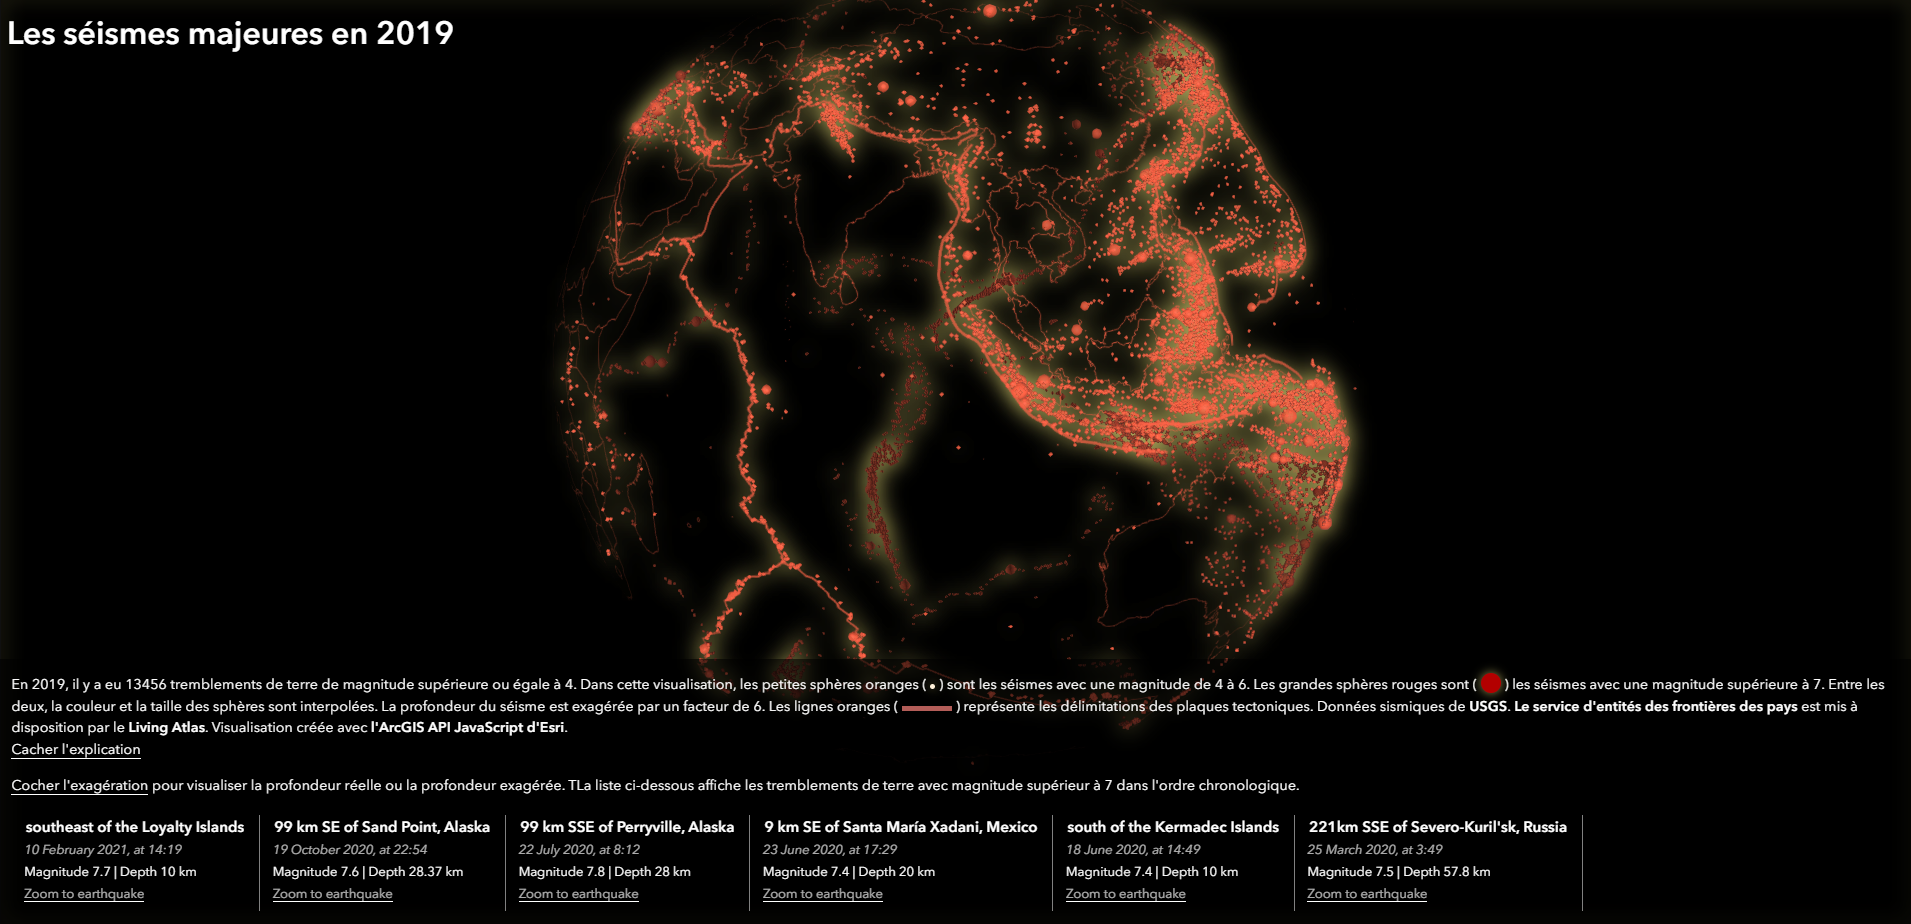 Les séismes majeures en 2019
En 2019, il y a eu 13456 tremblements de terre de magnitude supérieure ou égale à 4. Dans cette visualisation, les petites sphères oranges ( ) sont les séismes avec une magnitude de 4 à 6. Les grandes sphères rouges sont ( ) les séismes avec une magnitude supérieure à 7. Entre les
deux, la couleur et la taille des sphères sont interpolées. La profondeur du séisme est exagérée par un facteur de 6. Les lignes oranges ( ) représente les délimitations des plaques tectoniques. Données sismiques de USGS. Le service d'entités des frontières des pays est mis à
disposition par le Living Atlas. Visualisation créée avec l'ArcGIS API JavaScript d'Esri.
Cacher l'explication
Cocher l'exagération pour visualiser la profondeur réelle ou la profondeur exagérée. TLa liste ci-dessous affiche les tremblements de terre avec magnitude supérieur à 7 dans l'ordre chronologique.
southeast of the Loyalty Islands
10 February 2021, at 14:19
Magnitude 7.7 | Depth 10 km
Zoom to earthquake
99 km SE of Sand Point, Alaska
19 October 2020, at 22:54
Magnitude 7.6 | Depth 28.37 km
Zoom to earthquake
99 km SSE of Perryville, Alaska
22 July 2020, at 8:12
Magnitude 7.8 | Depth 28 km
Zoom to earthquake
9 km SE of Santa María Xadani, Mexico
23 June 2020, at 17:29
Magnitude 7.4 | Depth 20 km
Zoom to earthquake
south of the Kermadec Islands
18 June 2020, at 14:49
Magnitude 7.4 | Depth 10 km
Zoom to earthquake
221km SSE of Severo-Kuril'sk, Russia
25 March 2020, at 3:49
Magnitude 7.5 | Depth 57.8 km
Zoom to earthquake